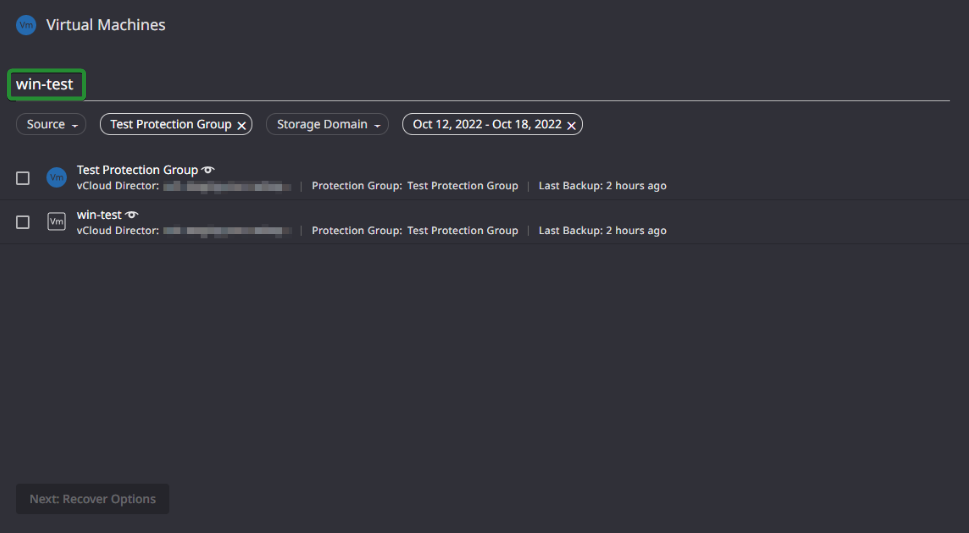 Vm Virtual Machines
win-test
Source Test Protection Group Storage Domain Oct 12, 2022 - Oct 18, 2022
Test Protection Group
Vm
vCloud Director: Protection Group: Test Protection Group Last Backup: 2 hours ago
win-test
Vm
vCloud Director: Protection Group: Test Protection Group Last Backup: 2 hours ago
Next: Recover Options